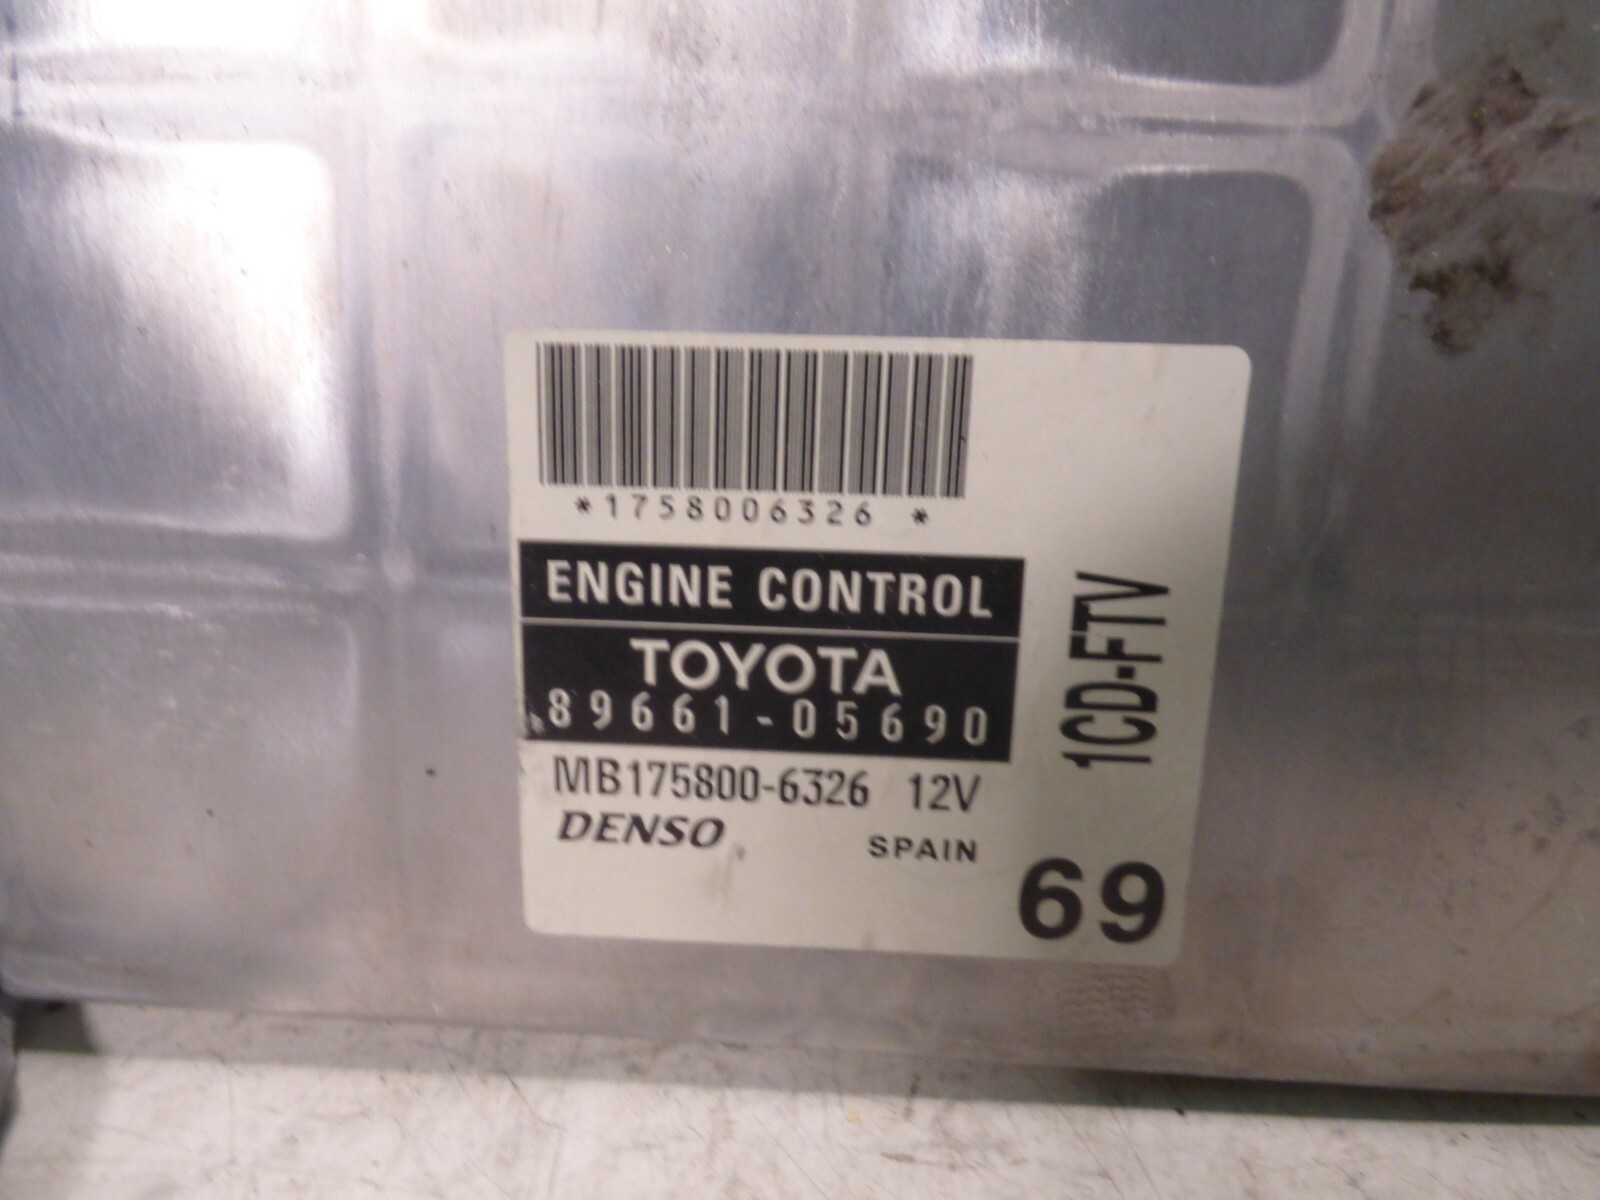 *1758006326 *
ENGINE CONTROL
TOYOTA
89661-05690
MB175800-6326 12V
DENSO SPAIN
1CD-FTV
69